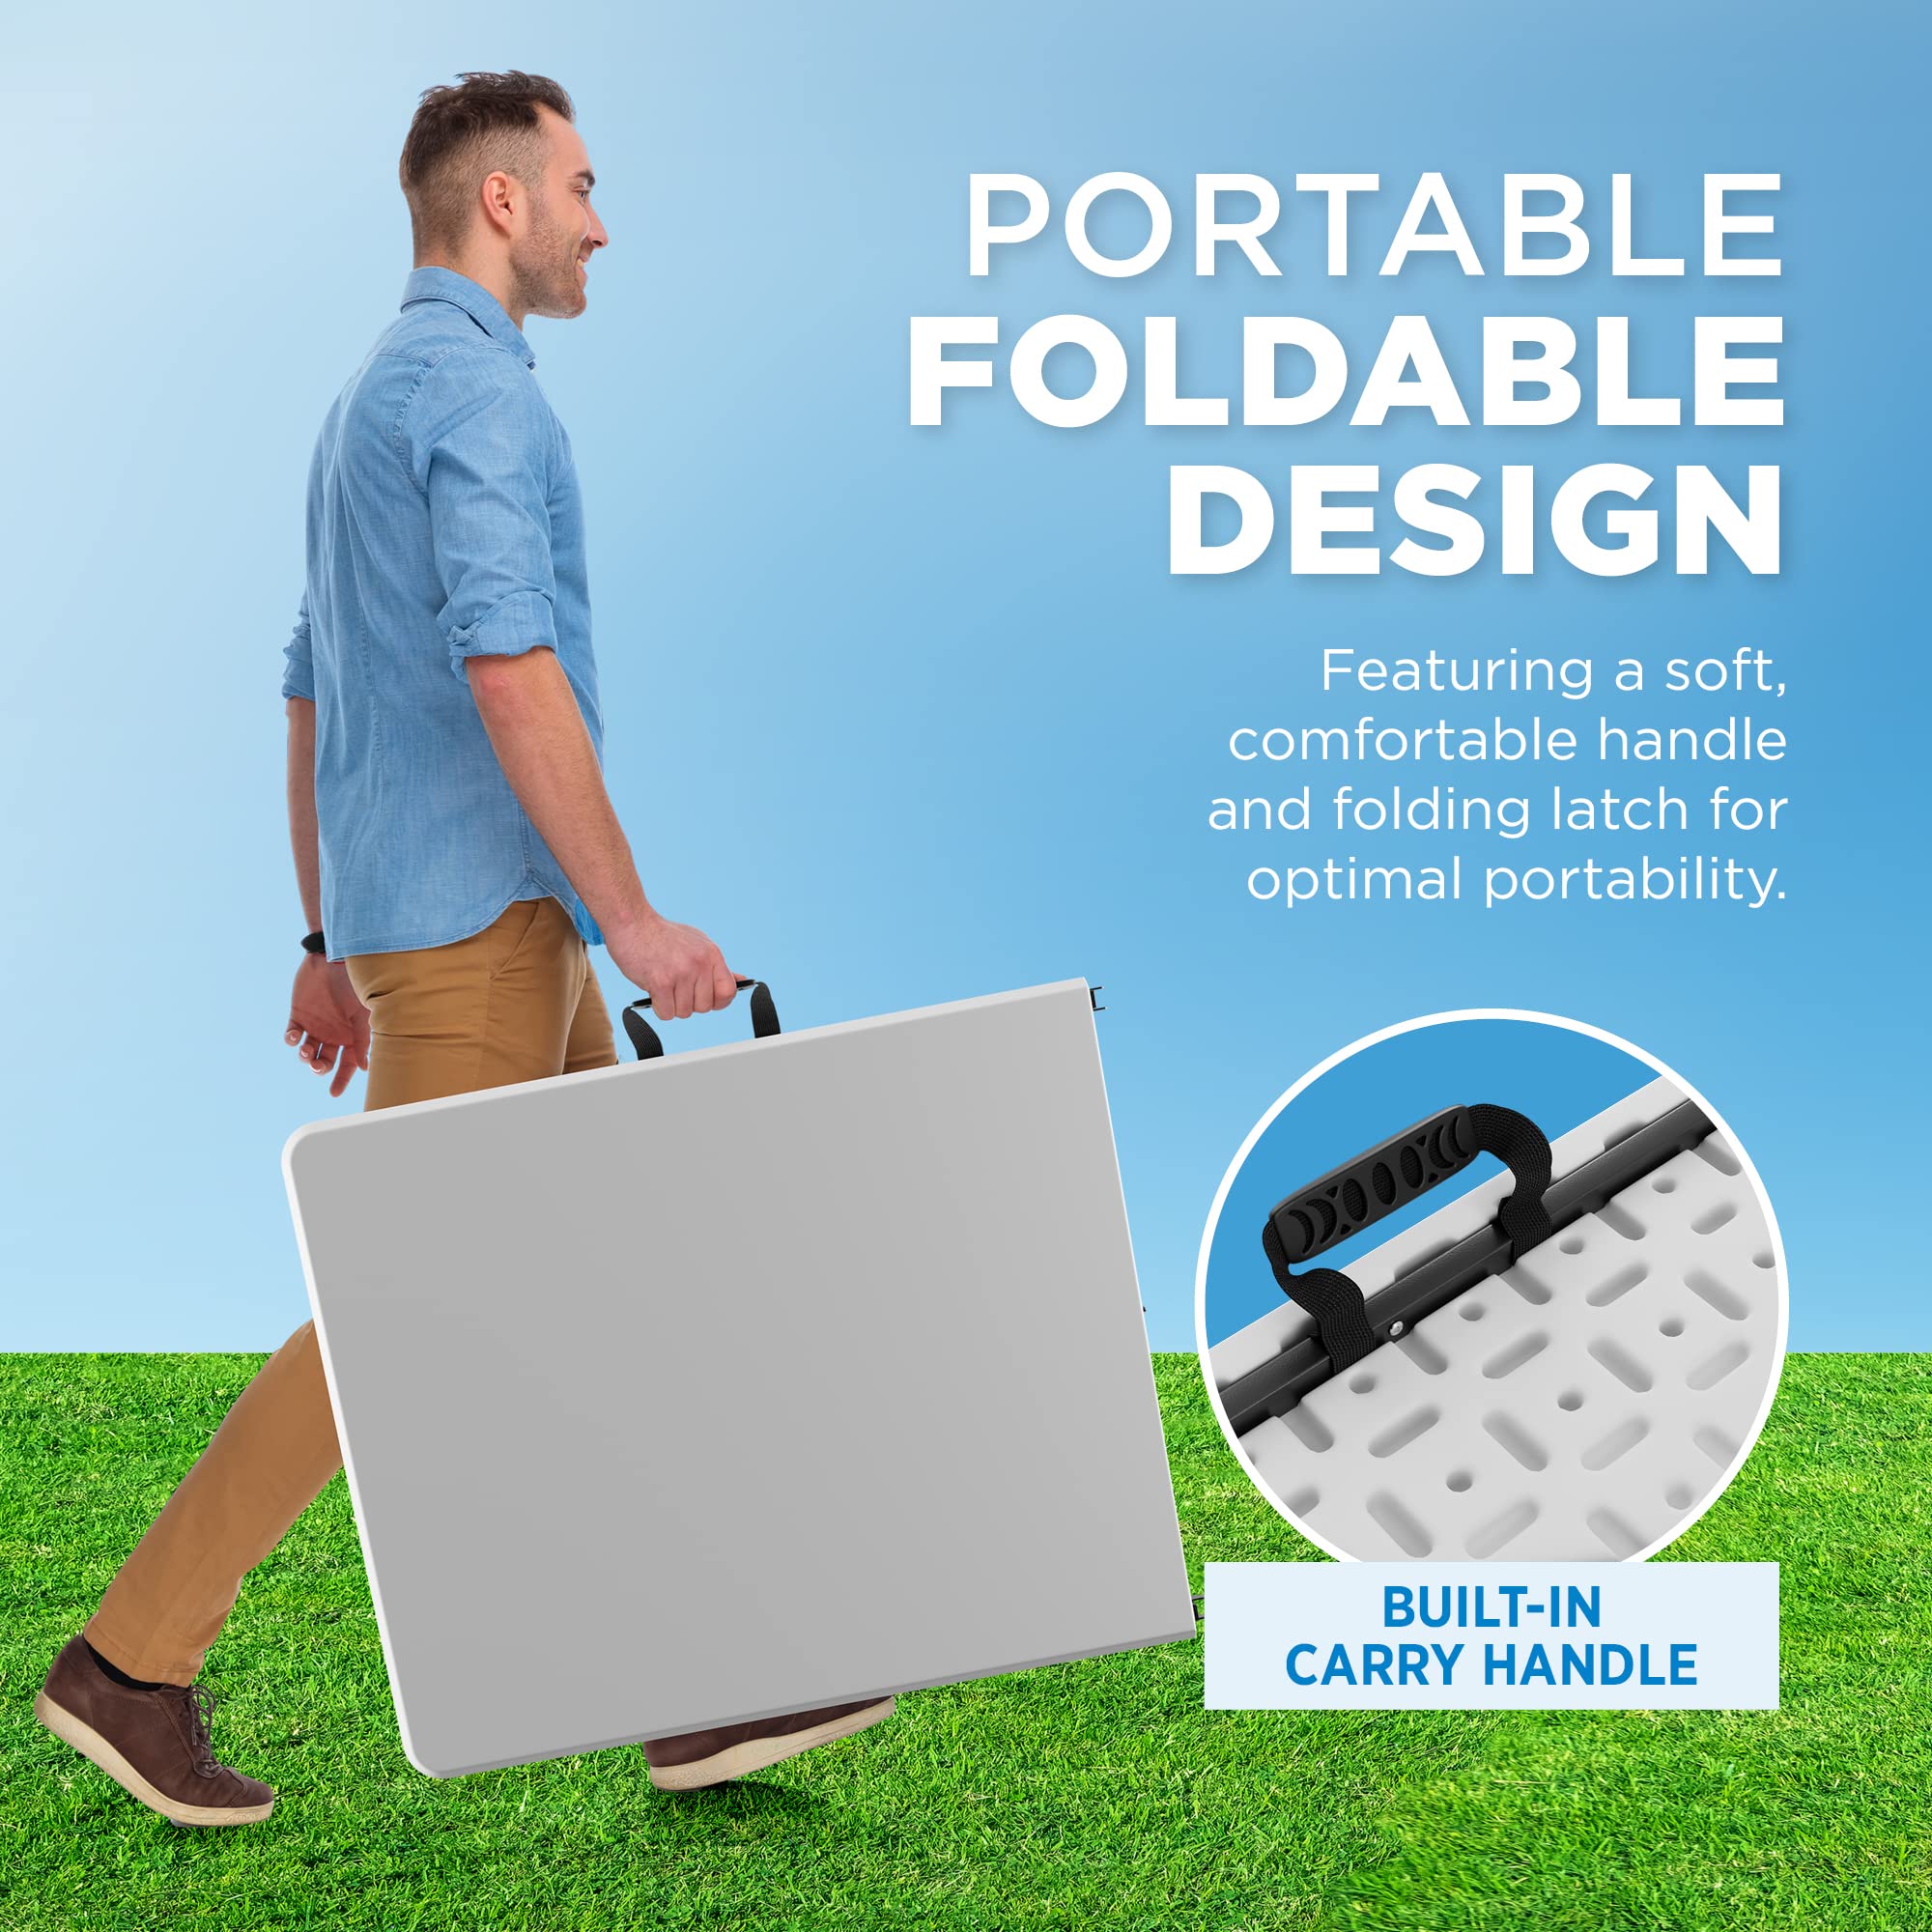 PORTABLE
FOLDABLE
DESIGN
Featuring a soft,
comfortable handle
and folding latch for
optimal portability.
BUILT-IN
CARRY HANDLE